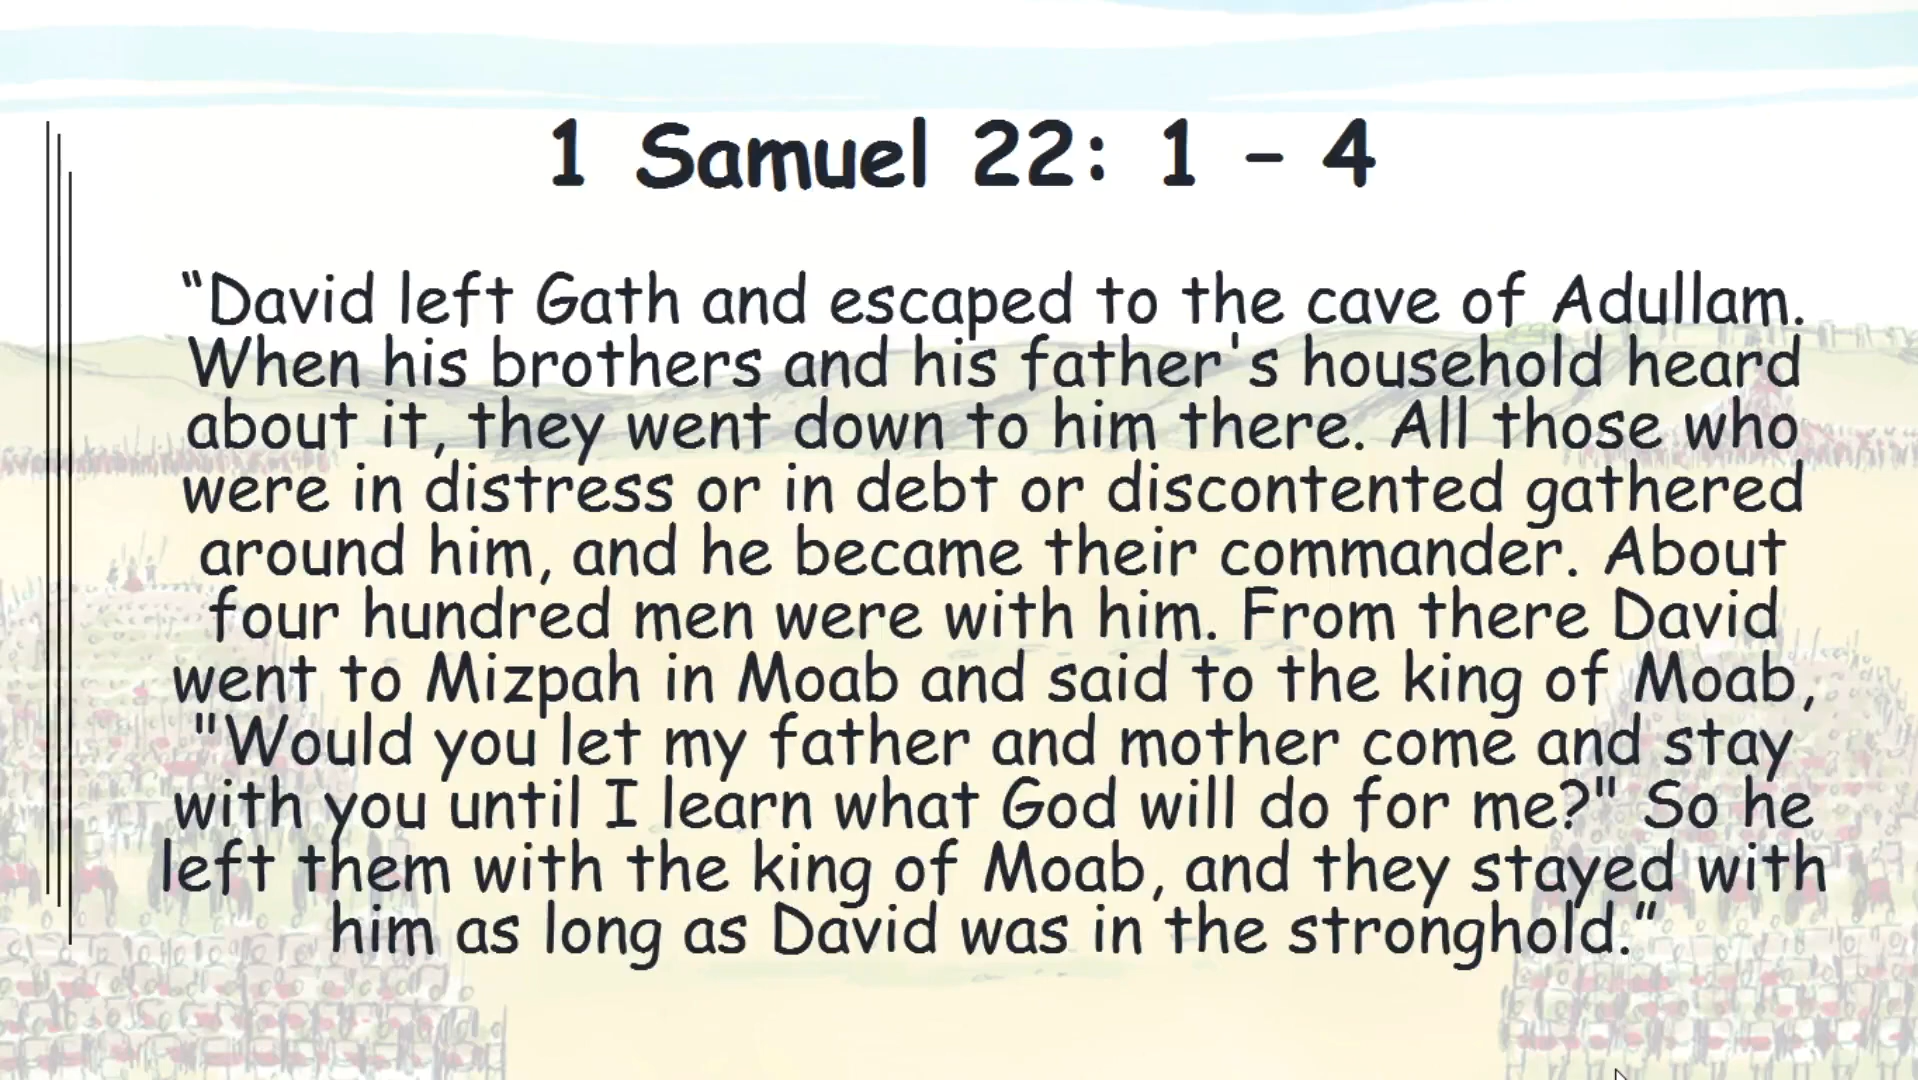 1 Samuel 22: 1 – 4
“David left Gath and escaped to the cave of Adullam.
When his brothers and his father's household heard
about it, they went down to him there. All those who
were in distress or in debt or discontented gathered
around him, and he became their commander. About
four hundred men were with him. From there David
went to Mizpah in Moab and said to the king of Moab,
"Would you let my father and mother come and stay
with you until I learn what God will do for me?" So he
left them with the king of Moab, and they stayed with
him as long as David was in the stronghold.”